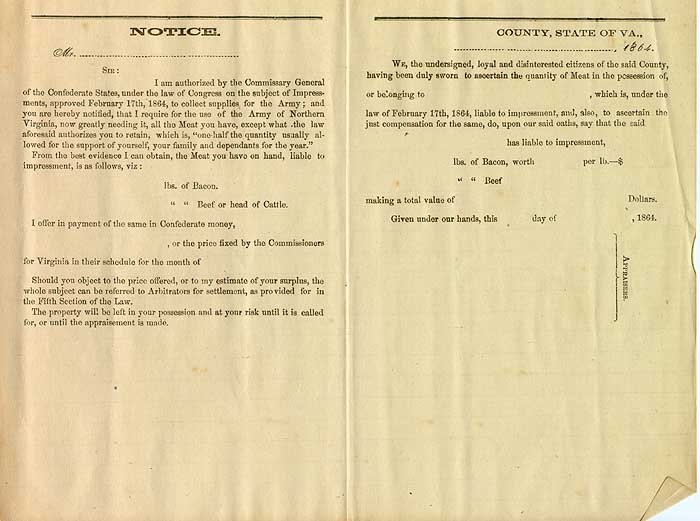 NOTICE.
Mr.
SIR:
I am authorized by the Commissary General
of the Confederate States, under the law of Congress on the subject of Impress-
ments, approved February 17th, 1864, to collect supplies for the Army; and
you are hereby notified, that I require for the use of the Army of Northern
Virginia, now greatly needing it, all the Meat you have, except what the law
aforesaid authorizes you to retain, which is, "one-half the quantity usually al-
lowed for the support of yourself, your family and dependants for the year."
From the best evidence I can obtain, the Meat you have on hand, liable to
impressment, is as follows, viz:
lbs. of Bacon.
" " Beef or head of Cattle.
I offer in payment of the same in Confederate money,
, or the price fixed by the Commissioners
for Virginia in their schedule for the month of
Should you object to the price offered, or to my estimate of your surplus, the
whole subject can be referred to Arbitrators for settlement, as provided for in
the Fifth Section of the Law.
The property will be left in your possession and at your risk until it is called
for, or until the appraisement is made.
COUNTY, STATE OF VA.,
, 1864.
WE, the undersigned, loyal and disinterested citizens of the said County,
having been duly sworn to ascertain the quantity of Meat in the possession of,
or belonging to , which is, under the
law of February 17th, 1864, liable to impressment, and, also, to ascertain the
just compensation for the same, do, upon our said oaths, say that the said
has liable to impressment,
lbs. of Bacon, worth per lb.—$
" " Beef
making a total value of Dollars.
Given under our hands, this day of , 1864.
APPRAISERS.